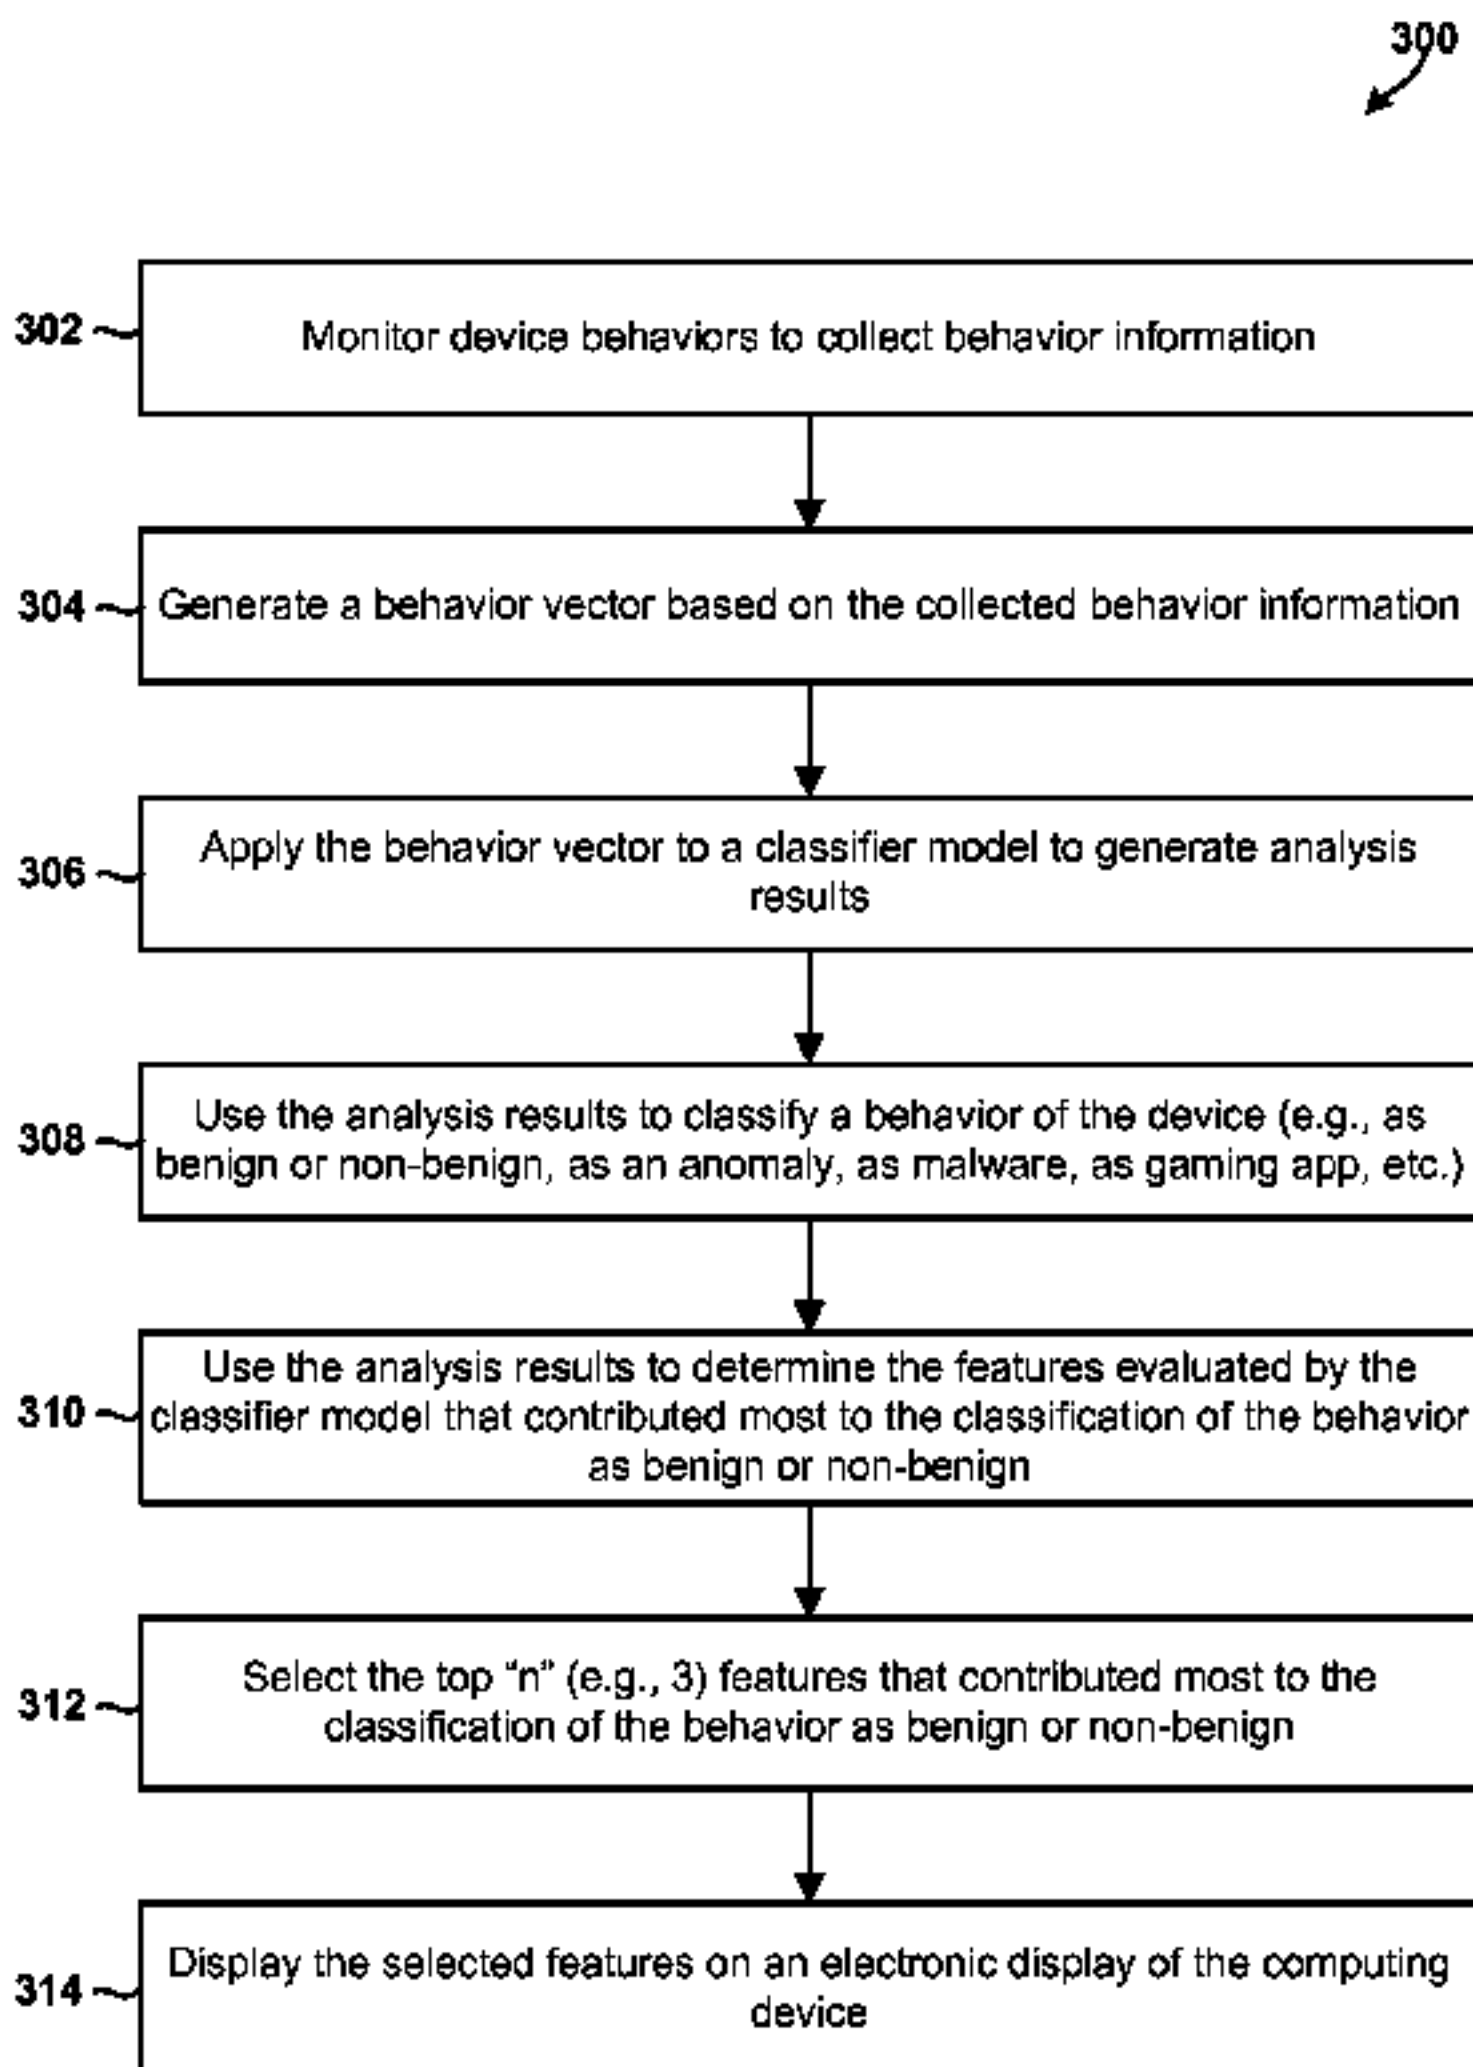 300
302
Monitor device behaviors to collect behavior information
304
Generate a behavior vector based on the collected behavior information
306
Apply the behavior vector to a classifier model to generate analysis
results
308
Use the analysis results to classify a behavior of the device (e.g., as
benign or non-benign, as an anomaly, as malware, as gaming app, etc.)
310
Use the analysis results to determine the features evaluated by the
classifier model that contributed most to the classification of the behavior
as benign or non-benign
312
Select the top “n” (e.g., 3) features that contributed most to the
classification of the behavior as benign or non-benign
314
Display the selected features on an electronic display of the computing
device